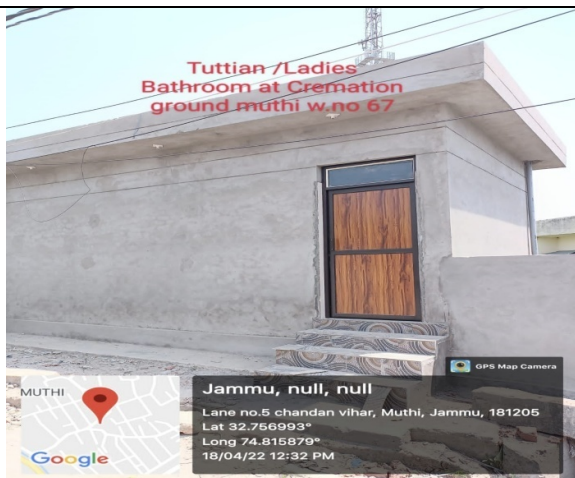 Tuttian /Ladies
Bathroom at Cremation
ground muthi w.no 67
GPS Map Camera
MUTHI
Google
Jammu, null, null
Lane no.5 chandan vihar, Muthi, Jammu, 181205
Lat 32.756993°
Long 74.815879°
18/04/22 12:32 PM